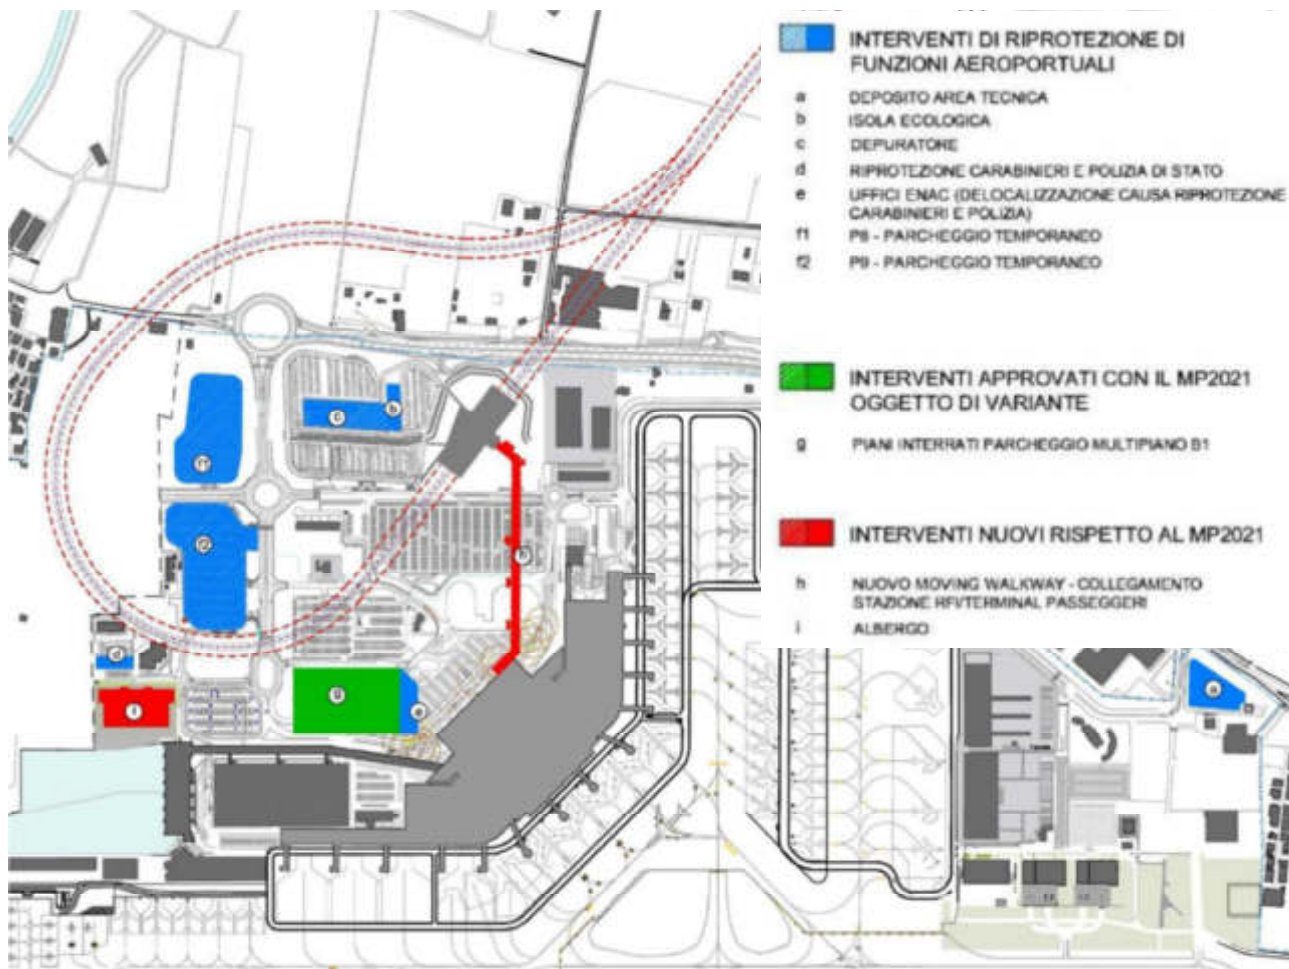 INTERVENTI DI RIPROTEZIONE DI
FUNZIONI AEROPORTUALI
a DEPOSITO AREA TECNICA
b ISOLA ECOLOGICA
c DEPURATORE
d RIPROTEZIONE CARABINIERI E POLIZIA DI STATO
e UFFICI ENAC (DELOCALIZZAZIONE CAUSA RIPROTEZIONE
CARABINIERI E POLIZIA)
f1 P8 - PARCHEGGIO TEMPORANEO
f2 P9 - PARCHEGGIO TEMPORANEO
INTERVENTI APPROVATI CON IL MP2021
OGGETTO DI VARIANTE
g PIANI INTERRATI PARCHEGGIO MULTIPIANO B1
INTERVENTI NUOVI RISPETTO AL MP2021
h NUOVO MOVING WALKWAY - COLLEGAMENTO
STAZIONE RFI/TERMINAL PASSEGGERI
i ALBERGO
c
b
f1
f2
h
d
i
g
e
a